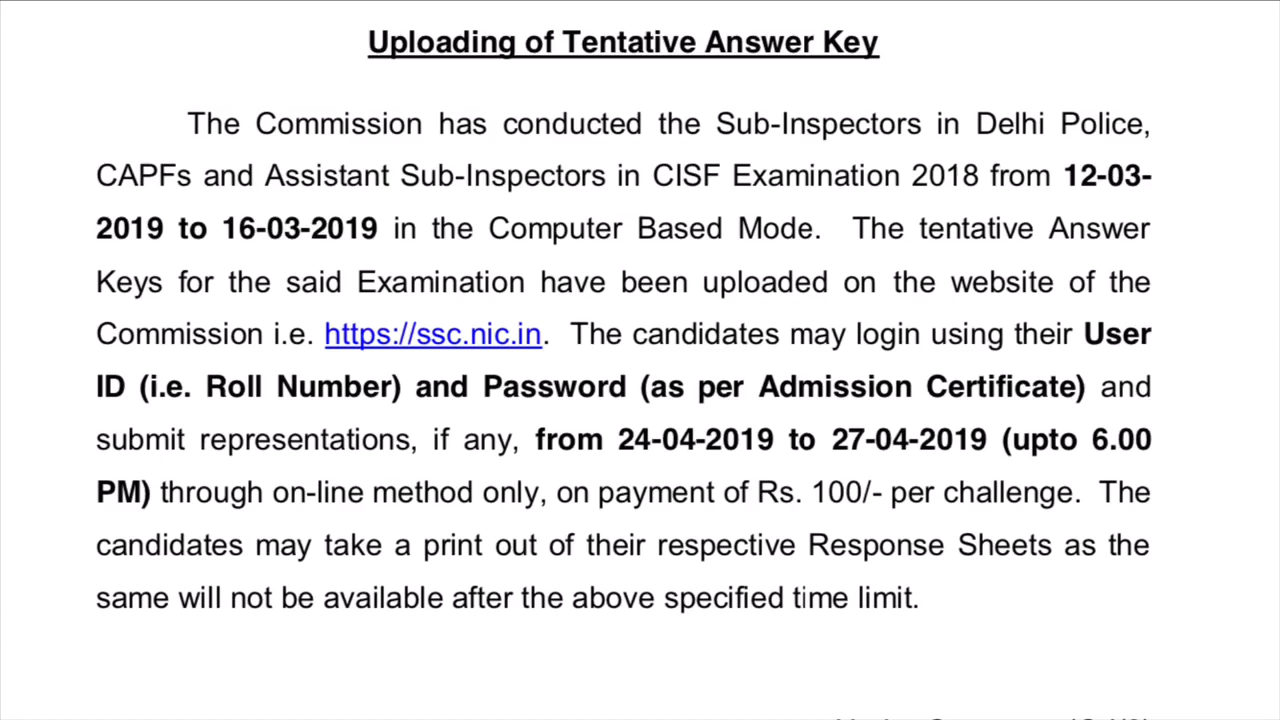 Uploading of Tentative Answer Key
The Commission has conducted the Sub-Inspectors in Delhi Police,
CAPFs and Assistant Sub-Inspectors in CISF Examination 2018 from 12-03-
2019 to 16-03-2019 in the Computer Based Mode. The tentative Answer
Keys for the said Examination have been uploaded on the website of the
Commission i.e. https://ssc.nic.in. The candidates may login using their User
ID (i.e. Roll Number) and Password (as per Admission Certificate) and
submit representations, if any, from 24-04-2019 to 27-04-2019 (upto 6.00
PM) through on-line method only, on payment of Rs. 100/- per challenge. The
candidates may take a print out of their respective Response Sheets as the
same will not be available after the above specified time limit.